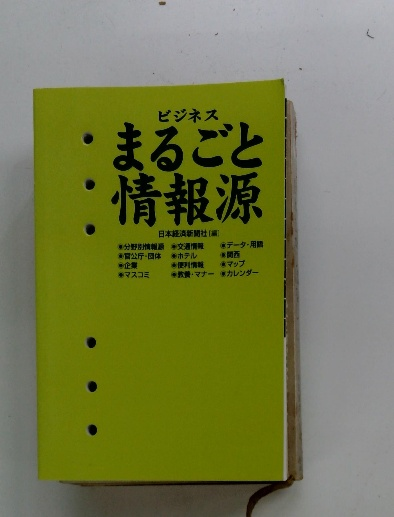 ビジネス
まるごと
情報源
日本経済新聞社[編]
●分野別情報源 ●交通情報 ●データ・用語
●官公庁・団体 ●ホテル ●関西
●企業 ●便利情報 ●マップ
●マスコミ ●教養・マナー ●カレンダー